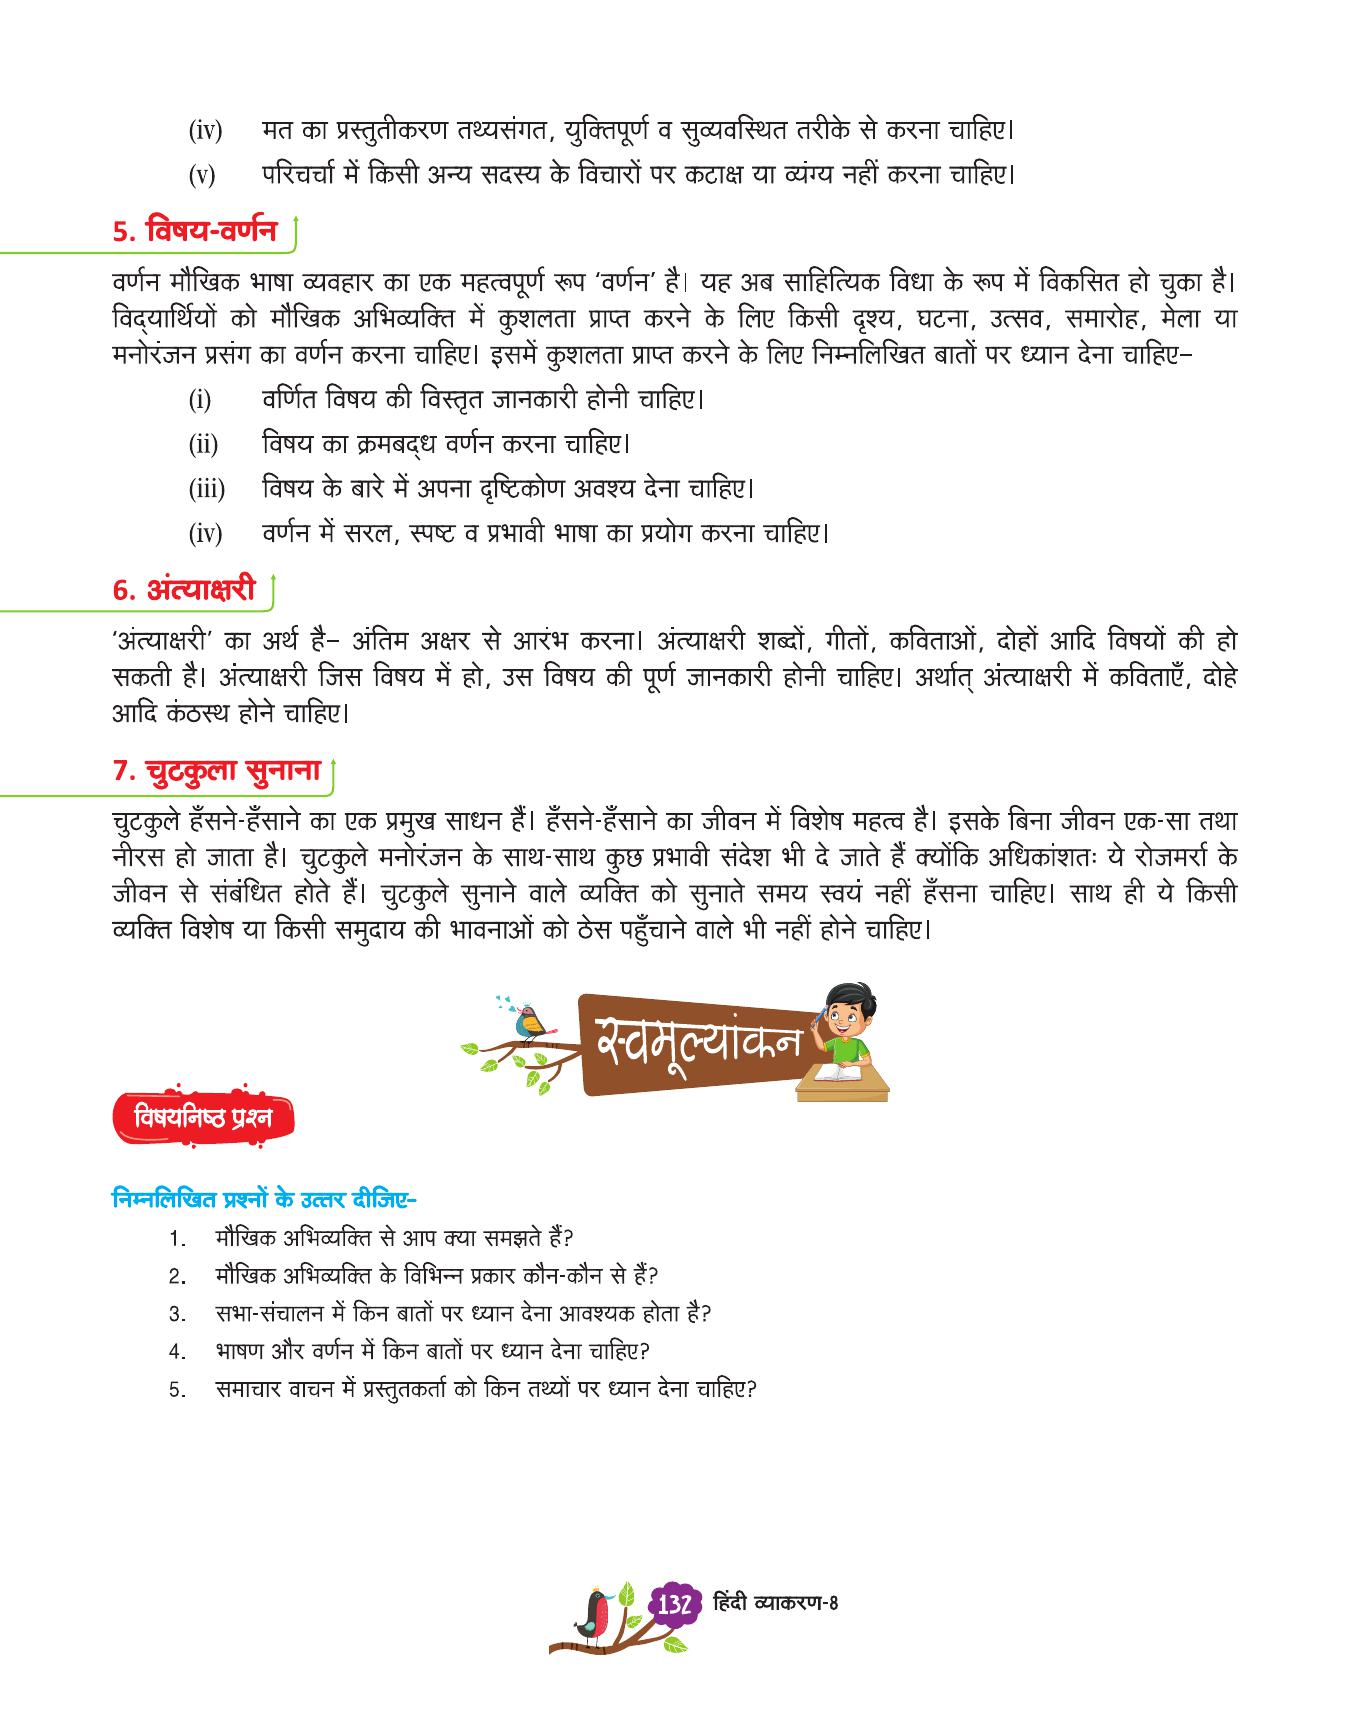 (iv) मत का प्रस्तुतीकरण तथ्यसंगत, युक्तिपूर्ण व सुव्यवस्थित तरीके से करना चाहिए।
(v) परिचर्चा में किसी अन्य सदस्य के विचारों पर कटाक्ष या व्यंग्य नहीं करना चाहिए।
5. विषय-वर्णन
वर्णन मौखिक भाषा व्यवहार का एक महत्वपूर्ण रूप ‘वर्णन’ है। यह अब साहित्यिक विधा के रूप में विकसित हो चुका है।
विद्‌यार्थियों को मौखिक अभिव्यक्ति में कुशलता प्राप्त करने के लिए किसी दृश्य, घटना, उत्सव, समारोह, मेला या
मनोरंजन प्रसंग का वर्णन करना चाहिए। इसमें कुशलता प्राप्त करने के लिए निम्नलिखित बातों पर ध्यान देना चाहिए–
(i) वर्णित विषय की विस्तृत जानकारी होनी चाहिए।
(ii) विषय का क्रमबद्‌ध वर्णन करना चाहिए।
(iii) विषय के बारे में अपना दृष्टिकोण अवश्य देना चाहिए।
(iv) वर्णन में सरल, स्पष्ट व प्रभावी भाषा का प्रयोग करना चाहिए।
6. अंत्याक्षरी
‘अंत्याक्षरी’ का अर्थ है– अंतिम अक्षर से आरंभ करना। अंत्याक्षरी शब्दों, गीतों, कविताओं, दोहों आदि विषयों की हो
सकती है। अंत्याक्षरी जिस विषय में हो, उस विषय की पूर्ण जानकारी होनी चाहिए। अर्थात् अंत्याक्षरी में कविताएँ, दोहे
आदि कंठस्थ होने चाहिए।
7. चुटकुला सुनाना
चुटकुले हँसने-हँसाने का एक प्रमुख साधन हैं। हँसने-हँसाने का जीवन में विशेष महत्व है। इसके बिना जीवन एक-सा तथा
नीरस हो जाता है। चुटकुले मनोरंजन के साथ-साथ कुछ प्रभावी संदेश भी दे जाते हैं क्योंकि अधिकांशतः ये रोजमर्रा के
जीवन से संबंधित होते हैं। चुटकुले सुनाने वाले व्यक्ति को सुनाते समय स्वयं नहीं हँसना चाहिए। साथ ही ये किसी
व्यक्ति विशेष या किसी समुदाय की भावनाओं को ठेस पहुँचाने वाले भी नहीं होने चाहिए।
स्वमूल्यांकन
विषयनिष्ठ प्रश्न
निम्नलिखित प्रश्नों के उत्तर दीजिए–
1. मौखिक अभिव्यक्ति से आप क्या समझते हैं?
2. मौखिक अभिव्यक्ति के विभिन्न प्रकार कौन-कौन से हैं?
3. सभा-संचालन में किन बातों पर ध्यान देना आवश्यक होता है?
4. भाषण और वर्णन में किन बातों पर ध्यान देना चाहिए?
5. समाचार वाचन में प्रस्तुतकर्ता को किन तथ्यों पर ध्यान देना चाहिए?
132 हिंदी व्याकरण-8